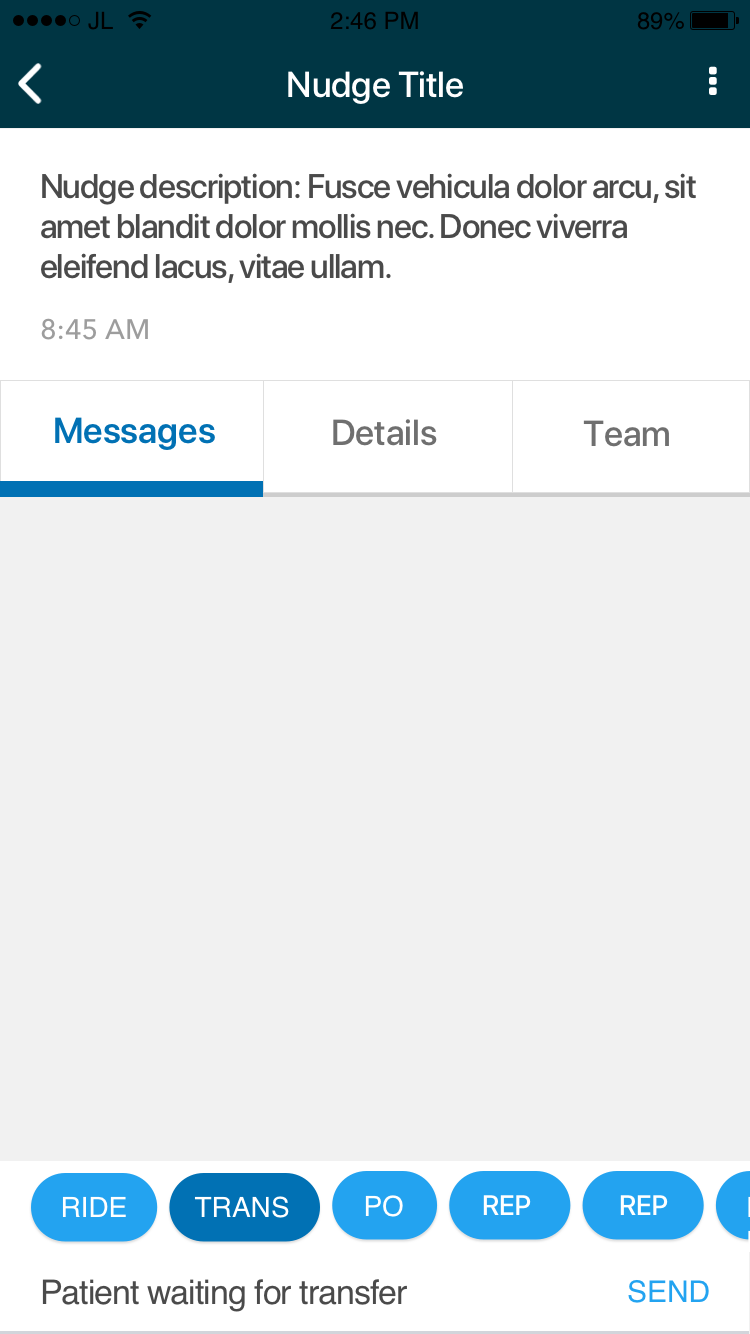 JL 2:46 PM 89%
Nudge Title
Nudge description: Fusce vehicula dolor arcu, sit
amet blandit dolor mollis nec. Donec viverra
eleifend lacus, vitae ullam.
8:45 AM
Messages Details Team
RIDE TRANS PO REP REP
Patient waiting for transfer SEND